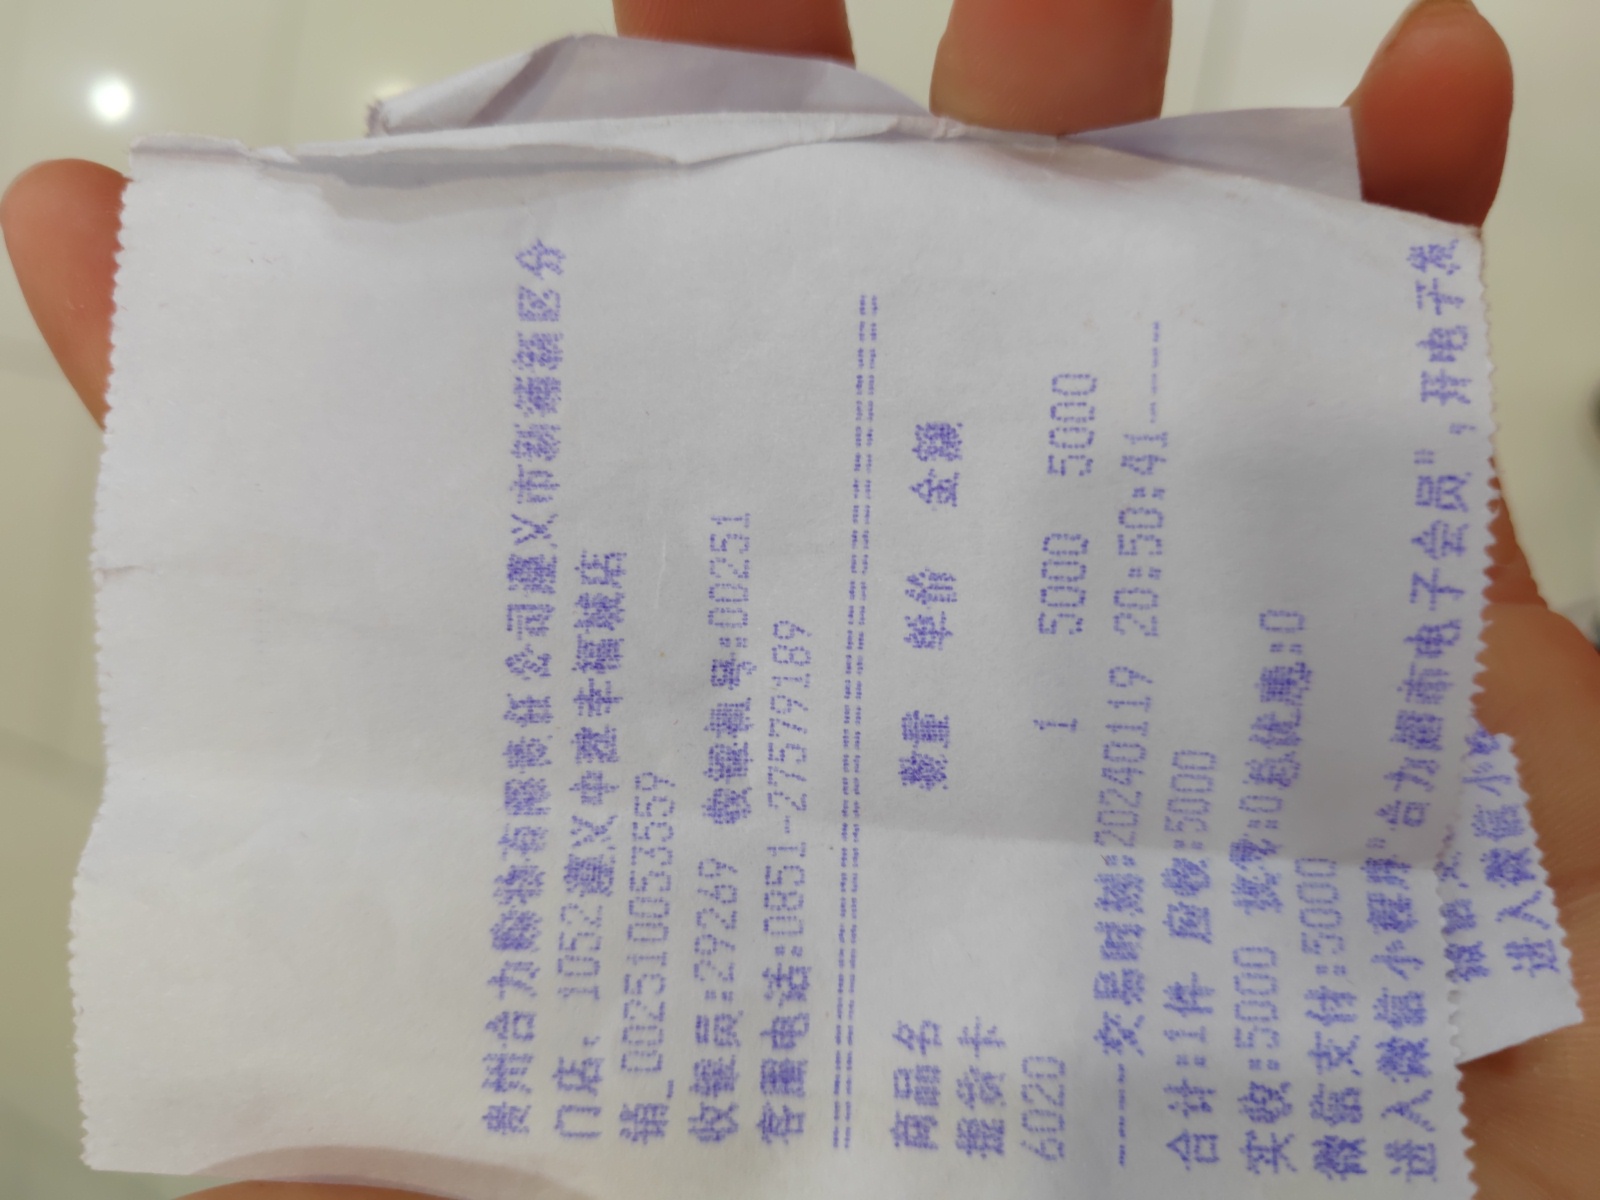 贵州合力购物有限责任公司遵义市新蒲新区分
门店: 1052遵义中建幸福城店
销_002510053559
收银员:29269 收银机号:00251
客服电话:0851-27579189
==========================================
商品名 数量 单价 金额
提货卡
6020 1 5000 5000
-----交易时间:20240119 20:50:41-----
合计:1件 应收:5000
实收:5000 找零:0总优惠:0
微信支付:5000
进入微信小程序"合力超市电子会员",开电子发
进入微信小